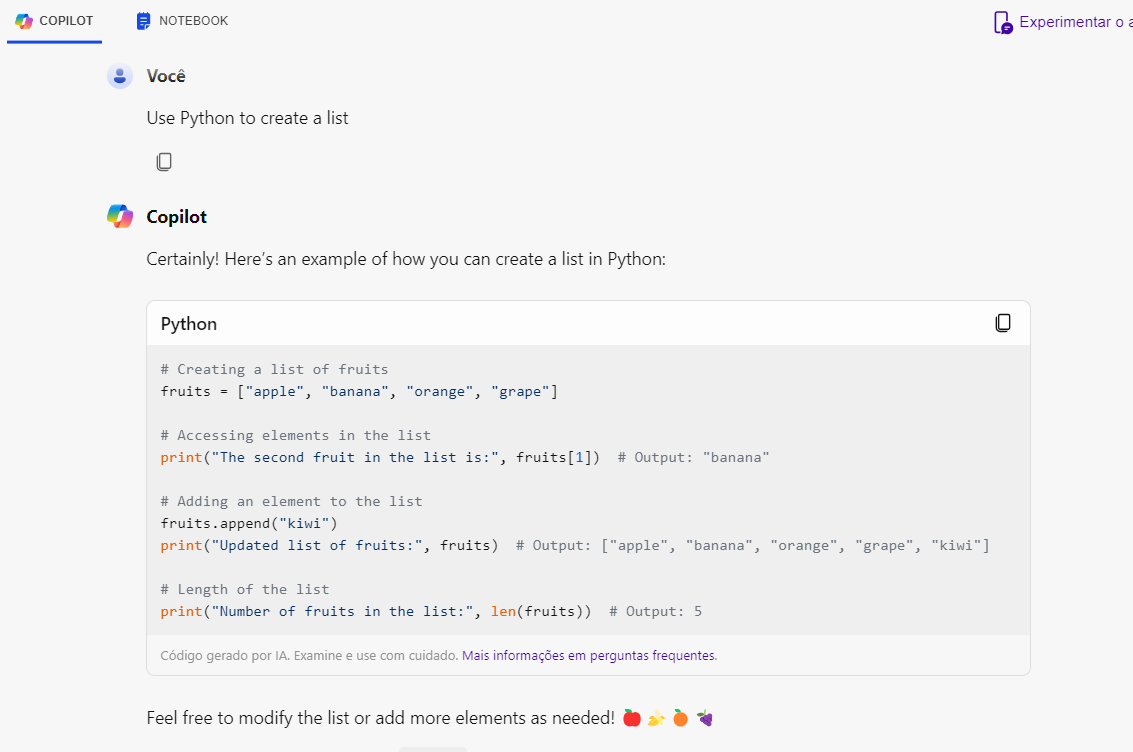 COPILOT
NOTEBOOK
Experimentar o a
Você
Use Python to create a list
Copilot
Certainly! Here’s an example of how you can create a list in Python:
Python
# Creating a list of fruits
fruits = ["apple", "banana", "orange", "grape"]
# Accessing elements in the list
print("The second fruit in the list is:", fruits[1])  # Output: "banana"
# Adding an element to the list
fruits.append("kiwi")
print("Updated list of fruits:", fruits)  # Output: ["apple", "banana", "orange", "grape", "kiwi"]
# Length of the list
print("Number of fruits in the list:", len(fruits))  # Output: 5
Código gerado por IA. Examine e use com cuidado. Mais informações em perguntas frequentes.
Feel free to modify the list or add more elements as needed! 🍎🍌🍊🍇